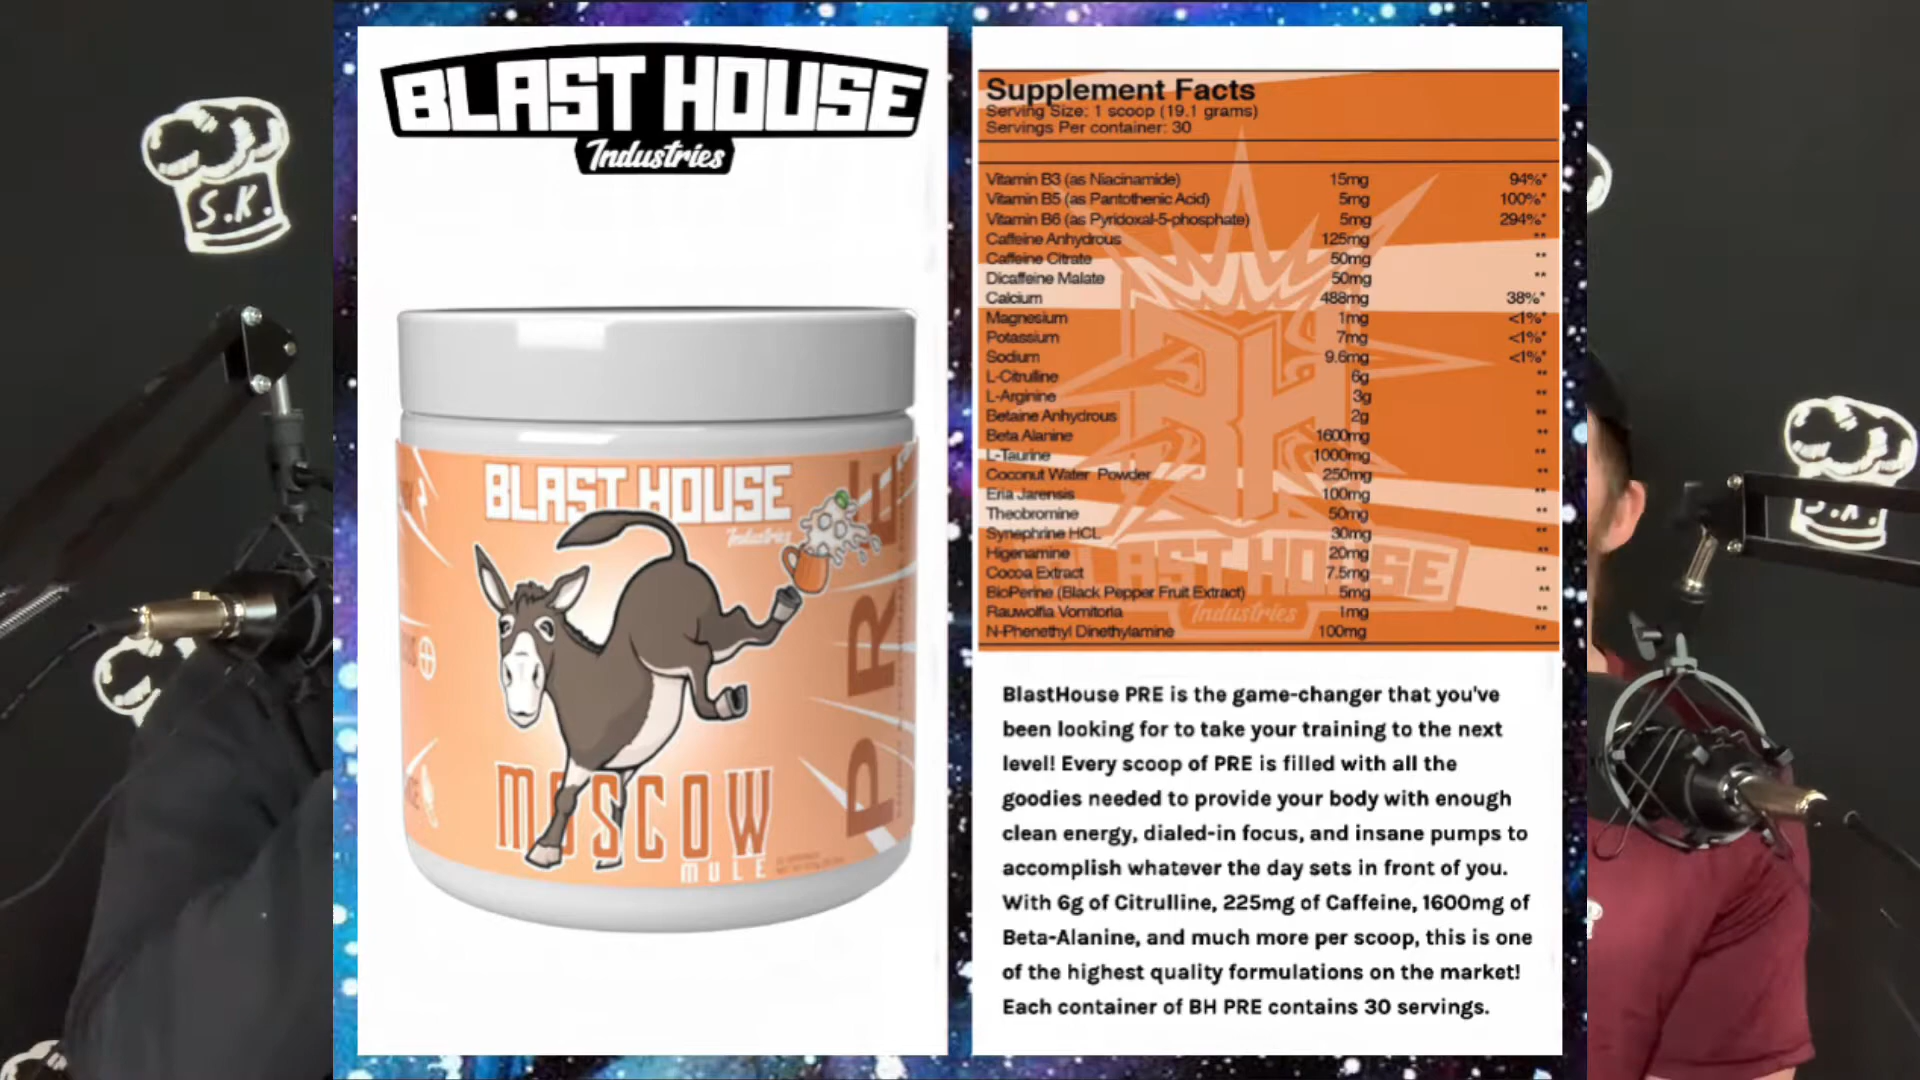 BLAST HOUSE
Industries
S.K.
BLAST HOUSE
Industries
MOSCOW
MULE
PRE
Supplement Facts
Serving Size: 1 scoop (19.1 grams)
Servings Per container: 30
Vitamin B3 (as Niacinamide) 15mg 94%*
Vitamin B5 (as Pantothenic Acid) 5mg 100%*
Vitamin B6 (as Pyridoxal-5-phosphate) 5mg 294%*
Caffeine Anhydrous 125mg **
Caffeine Citrate 50mg **
Dicaffeine Malate 50mg **
Calcium 488mg 38%*
Magnesium 1mg <1%*
Potassium 7mg <1%*
Sodium 9.6mg <1%*
L-Citrulline 6g **
L-Arginine 3g **
Betaine Anhydrous 2g **
Beta Alanine 1600mg **
L-Taurine 1000mg **
Coconut Water Powder 250mg **
Eria Jarensis 100mg **
Theobromine 50mg **
Synephrine HCL 30mg **
Higenamine 20mg **
Cocoa Extract 7.5mg **
BioPerine (Black Pepper Fruit Extract) 5mg **
Rauwolfia Vomitoria 1mg **
N-Phenethyl Dinethylamine 100mg **
BH
BLAST HOUSE
Industries
BlastHouse PRE is the game-changer that you've
been looking for to take your training to the next
level! Every scoop of PRE is filled with all the
goodies needed to provide your body with enough
clean energy, dialed-in focus, and insane pumps to
accomplish whatever the day sets in front of you.
With 6g of Citrulline, 225mg of Caffeine, 1600mg of
Beta-Alanine, and much more per scoop, this is one
of the highest quality formulations on the market!
Each container of BH PRE contains 30 servings.
S.K.